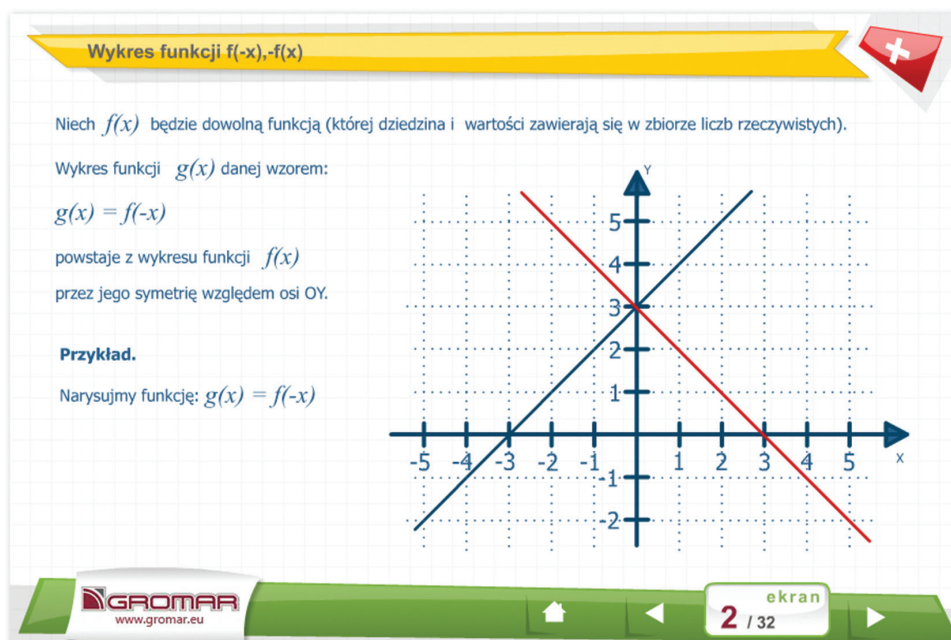 Wykres funkcji f(-x),-f(x)
Niech f(x) będzie dowolną funkcją (której dziedzina i wartości zawierają się w zbiorze liczb rzeczywistych).
Wykres funkcji g(x) danej wzorem:
g(x) = f(-x)
powstaje z wykresu funkcji f(x)
przez jego symetrię względem osi OY.
Przykład.
Narysujmy funkcję: g(x) = f(-x)
Y
5
4
3
2
1
-5 -4 -3 -2 -1 1 2 3 4 5 X
-1
-2
GROMAR
www.gromar.eu
ekran
2 / 32